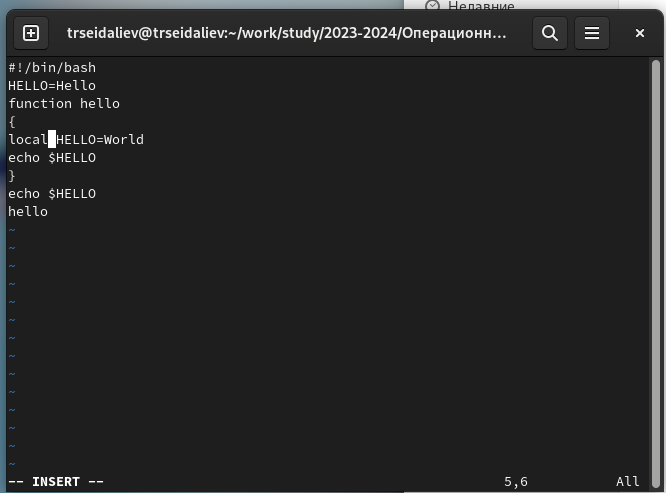 Недавние
trseidaliev@trseidaliev:~/work/study/2023-2024/Операционн...
#!/bin/bash
HELLO=Hello
function hello
{
local HELLO=World
echo $HELLO
}
echo $HELLO
hello
~
~
~
~
~
~
~
~
~
~
~
~
~
~
-- INSERT --                5,6                All